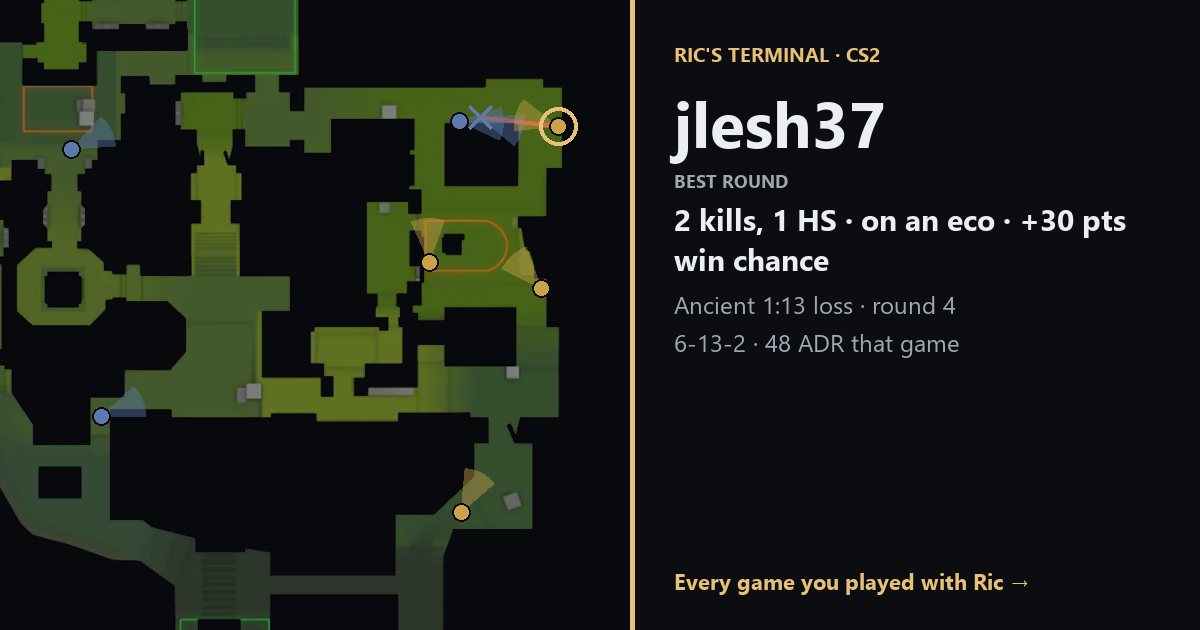 RIC'S TERMINAL · CS2
jlesh37
BEST ROUND
2 kills, 1 HS · on an eco · +30 pts
win chance
Ancient 1:13 loss · round 4
6-13-2 · 48 ADR that game
Every game you played with Ric →